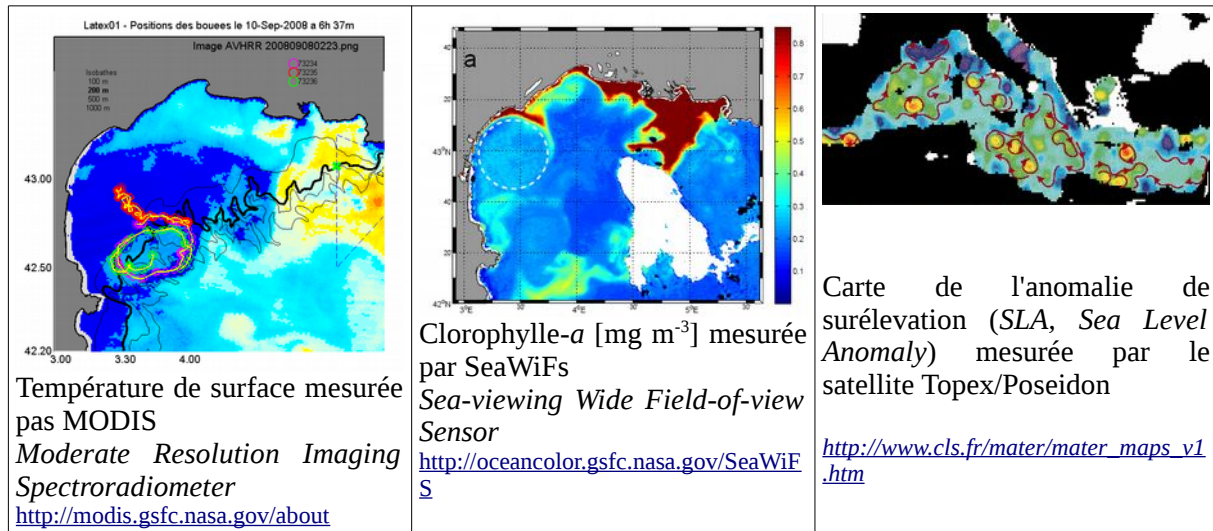 Latex01 - Positions des bouees le 10-Sep-2008 a 6h 37m
Image AVHRR 200809080223.png
Isobathes
100 m
200 m
500 m
1000 m
73234
73235
73236
43.00
42.50
42.20
3.00 3.30 4.00
Température de surface mesurée
pas MODIS
Moderate Resolution Imaging
Spectroradiometer
http://modis.gsfc.nasa.gov/about
a
43°N
42°N
3°E 30 4°E 30 5°E
0.8
0.7
0.6
0.5
0.4
0.3
0.2
0.1
Clorophylle-a [mg m-3] mesurée
par SeaWiFs
Sea-viewing Wide Field-of-view
Sensor
http://oceancolor.gsfc.nasa.gov/SeaWiF
S
Carte de l'anomalie de
surélevation (SLA, Sea Level
Anomaly) mesurée par le
satellite Topex/Poseidon
http://www.cls.fr/mater/mater_maps_v1
.htm